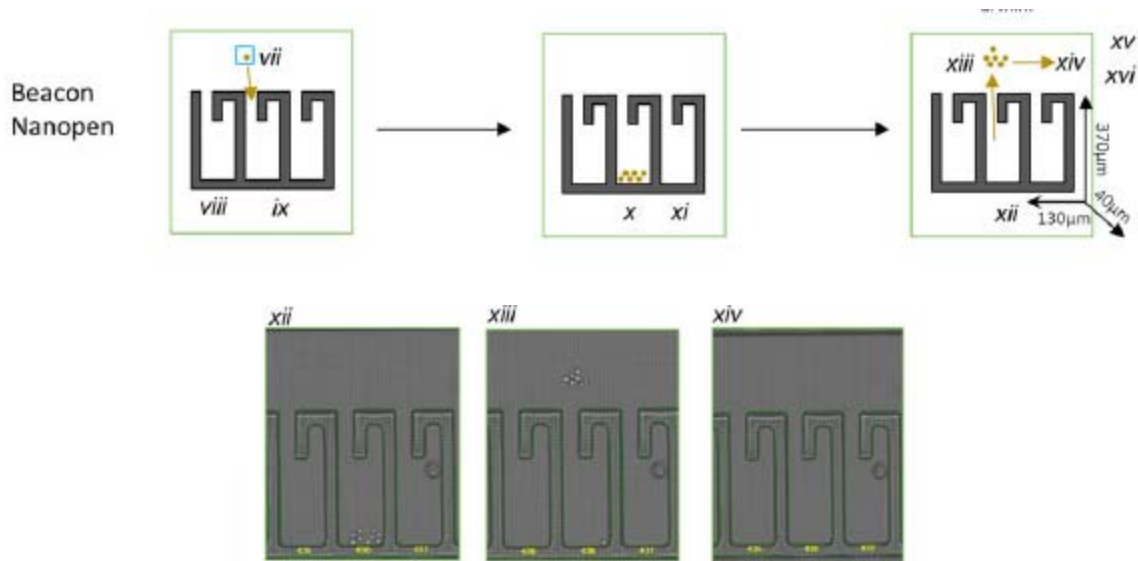 vii
xiii
xiv
xv
xvi
Beacon
Nanopen
viii
ix
x
xi
xii
130µm
370µm
40µm
xii
xiii
xiv